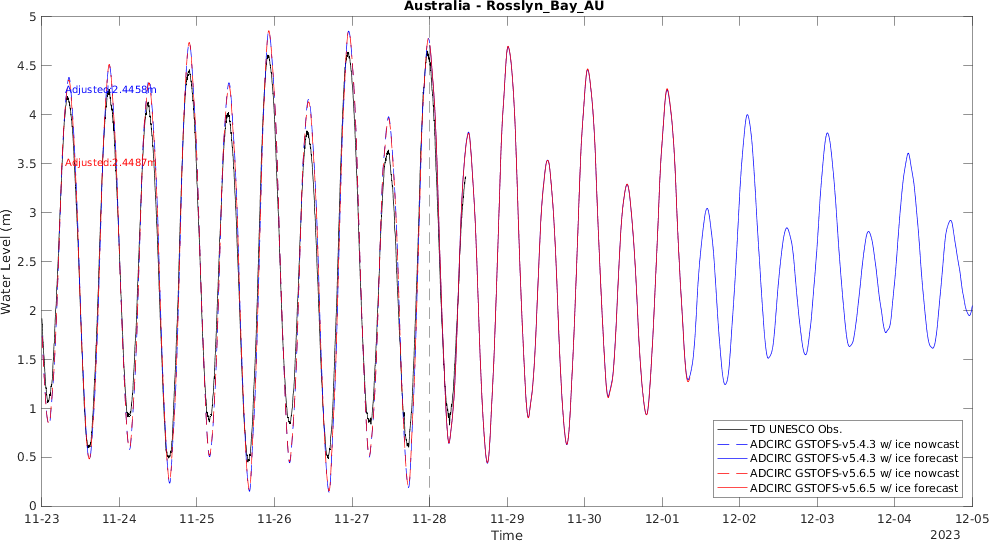 Australia - Rosslyn_Bay_AU
5
4.5
4
3.5
3
2.5
2
1.5
1
0.5
0
Water Level (m)
Adjusted:2.4458m
Adjusted:2.4487m
TD UNESCO Obs.
ADCIRC GSTOFS-v5.4.3 w/ ice nowcast
ADCIRC GSTOFS-v5.4.3 w/ ice forecast
ADCIRC GSTOFS-v5.6.5 w/ ice nowcast
ADCIRC GSTOFS-v5.6.5 w/ ice forecast
11-23 11-24 11-25 11-26 11-27 11-28 11-29 11-30 12-01 12-02 12-03 12-04 12-05
Time
2023